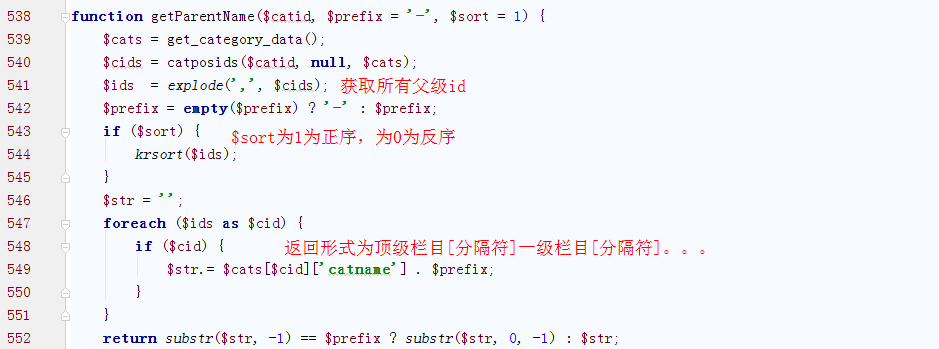 538 function getParentName($catid, $prefix = '-', $sort = 1) {
539 $cats = get_category_data();
540 $cids = catposids($catid, null, $cats);
541 $ids  = explode(',', $cids); 获取所有父级id
542 $prefix = empty($prefix) ? '-' : $prefix;
543 if ($sort) { $sort为1为正序，为0为反序
544 krsort($ids);
545 }
546 $str = '';
547 foreach ($ids as $cid) {
548 if ($cid) { 返回形式为顶级栏目[分隔符]一级栏目[分隔符]。。。
549 $str.= $cats[$cid]['catname'] . $prefix;
550 }
551 }
552 return substr($str, -1) == $prefix ? substr($str, 0, -1) : $str;